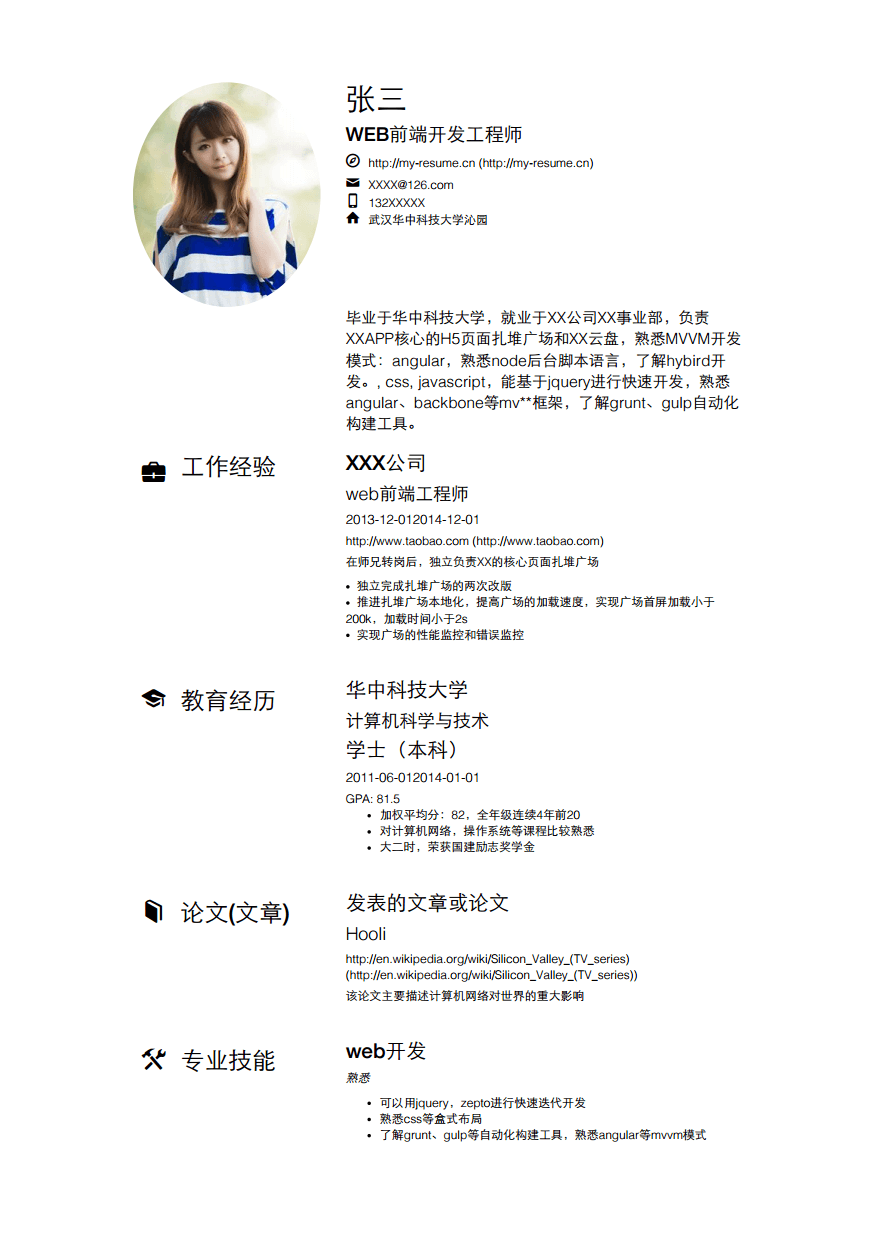 张三
WEB前端开发工程师
http://my-resume.cn (http://my-resume.cn)
XXXX@126.com
132XXXXX
武汉华中科技大学沁园
毕业于华中科技大学，就业于XX公司XX事业部，负责
XXAPP核心的H5页面扎堆广场和XX云盘，熟悉MVVM开发
模式：angular，熟悉node后台脚本语言，了解hybird开
发。, css, javascript，能基于jquery进行快速开发，熟悉
angular、backbone等mv**框架，了解grunt、gulp自动化
构建工具。
工作经验
XXX公司
web前端工程师
2013-12-012014-12-01
http://www.taobao.com (http://www.taobao.com)
在师兄转岗后，独立负责XX的核心页面扎堆广场
• 独立完成扎堆广场的两次改版
• 推进扎堆广场本地化，提高广场的加载速度，实现广场首屏加载小于
200k，加载时间小于2s
• 实现广场的性能监控和错误监控
教育经历
华中科技大学
计算机科学与技术
学士（本科）
2011-06-012014-01-01
GPA: 81.5
• 加权平均分：82，全年级连续4年前20
• 对计算机网络，操作系统等课程比较熟悉
• 大二时，荣获国建励志奖学金
论文(文章)
发表的文章或论文
Hooli
http://en.wikipedia.org/wiki/Silicon_Valley_(TV_series)
(http://en.wikipedia.org/wiki/Silicon_Valley_(TV_series))
该论文主要描述计算机网络对世界的重大影响
专业技能
web开发
熟悉
• 可以用jquery，zepto进行快速迭代开发
• 熟悉css等盒式布局
• 了解grunt、gulp等自动化构建工具，熟悉angular等mvvm模式